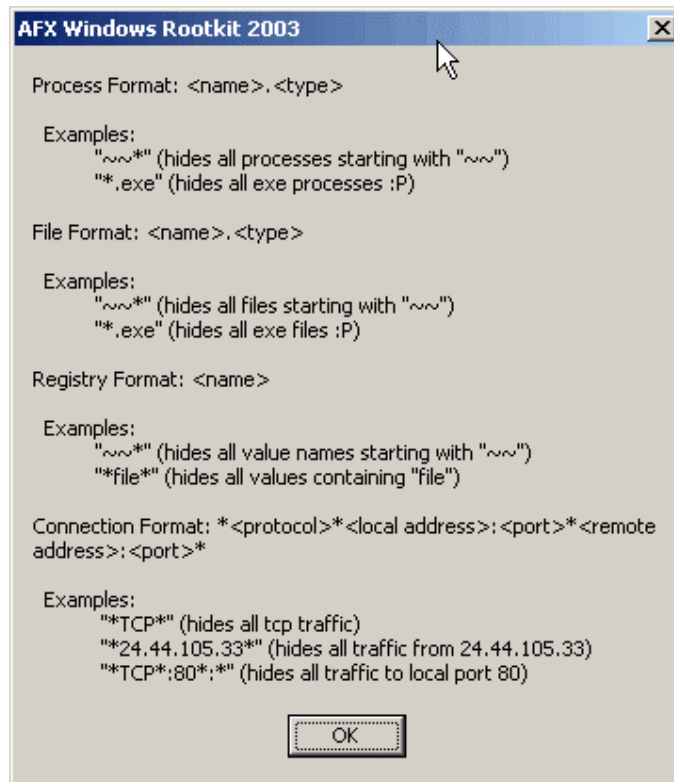 AFX Windows Rootkit 2003
Process Format: <name>.<type>
Examples:
"~~*" (hides all processes starting with "~~")
"*.exe" (hides all exe processes :P)
File Format: <name>.<type>
Examples:
"~~*" (hides all files starting with "~~")
"*.exe" (hides all exe files :P)
Registry Format: <name>
Examples:
"~~*" (hides all value names starting with "~~")
"*file*" (hides all values containing "file")
Connection Format: *<protocol>*<local address>:<port>*<remote
address>:<port>*
Examples:
"*TCP*" (hides all tcp traffic)
"*24.44.105.33*" (hides all traffic from 24.44.105.33)
"*TCP*:80*:*" (hides all traffic to local port 80)
OK